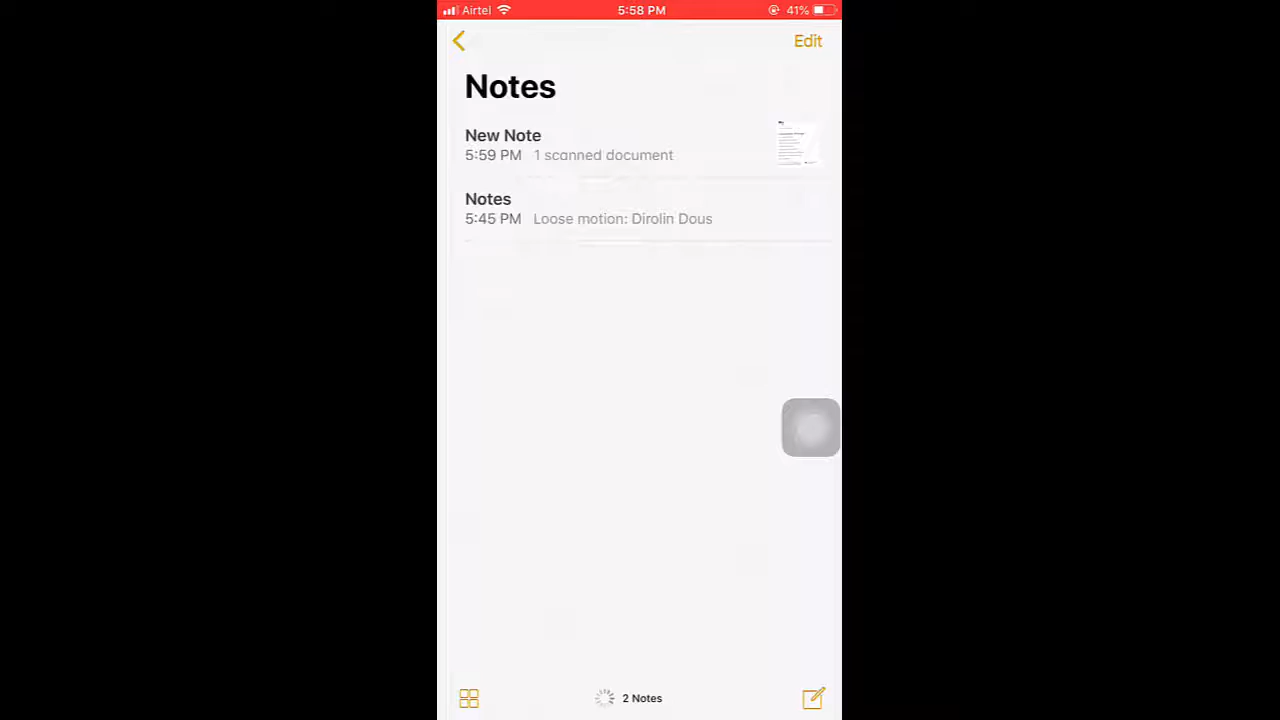 Airtel 5:58 PM 41%
Edit
Notes
New Note
5:59 PM 1 scanned document
Notes
5:45 PM Loose motion: Dirolin Dous
2 Notes